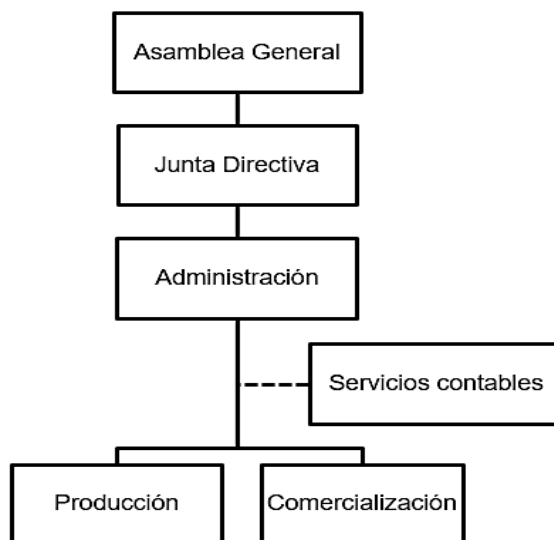 Asamblea General
Junta Directiva
Administración
Servicios contables
Producción
Comercialización